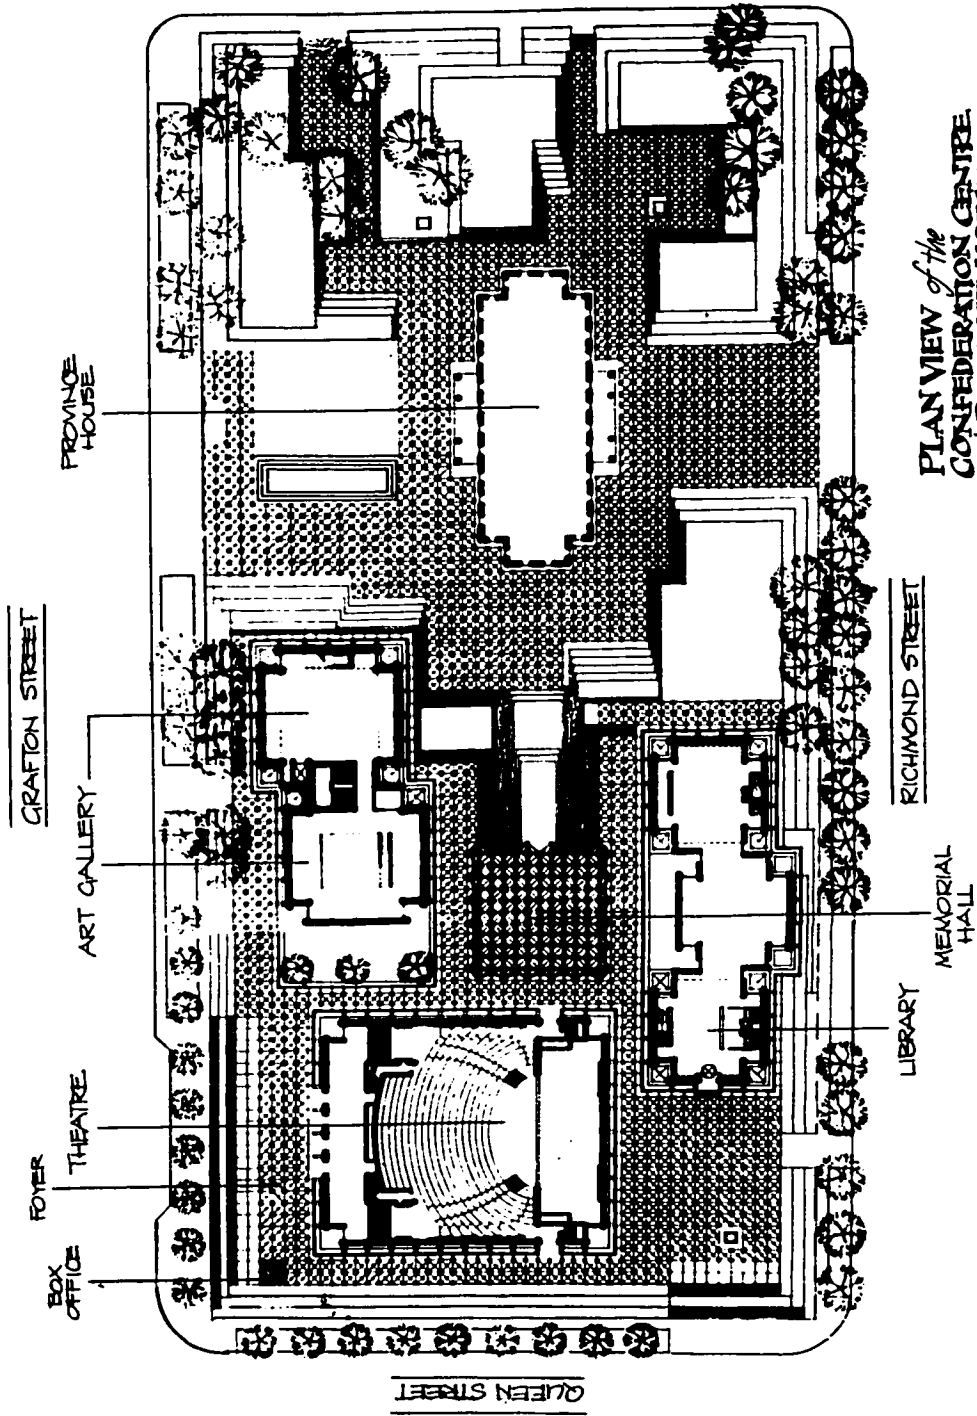 GRAFTON STREET
PROVINCE
HOUSE
ART GALLERY
THEATRE
FOYER
BOX
OFFICE
QUEEN STREET
RICHMOND STREET
MEMORIAL
HALL
LIBRARY
PLAN VIEW of the
CONFEDERATION CENTRE